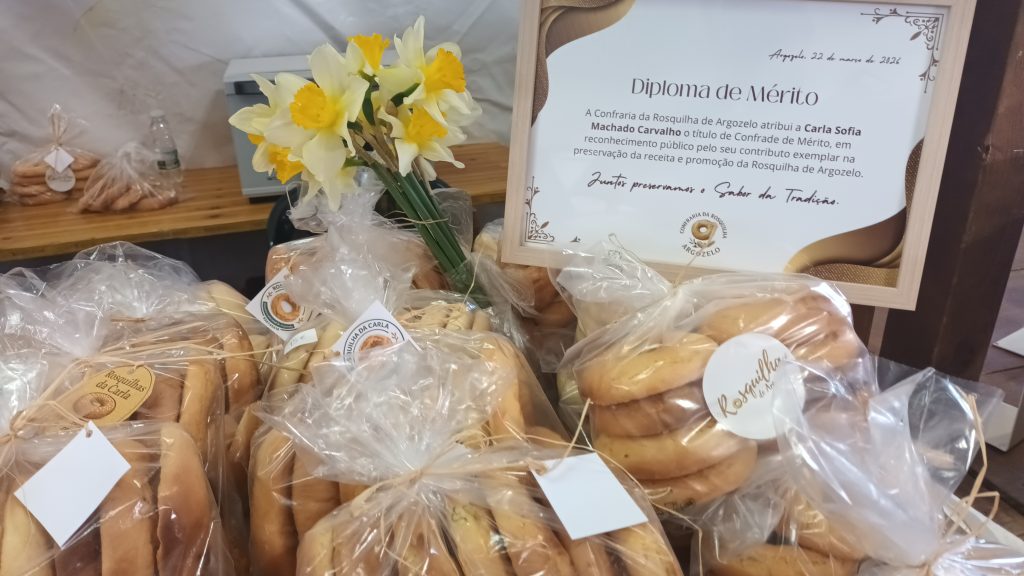 Argozelo, 22 de março de 2026
Diploma de Mérito
A Confraria da Rosquilha de Argozelo atribui a Carla Sofia
Machado Carvalho o título de Confrade de Mérito, em
reconhecimento público pelo seu contributo exemplar na
preservação da receita e promoção da Rosquilha de Argozelo.
Juntos preservamos o Sabor da Tradição.
CONFRARIA DA ROSQUILHA
ARGOZELO
DA CARLA
Rosquilhas
da Carla
Rosquilha